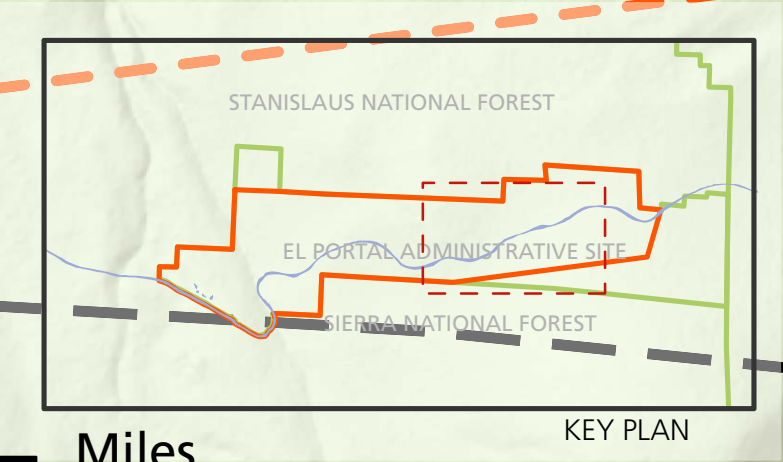 STANISLAUS NATIONAL FOREST
EL PORTAL ADMINISTRATIVE SITE
SIERRA NATIONAL FOREST
KEY PLAN
Miles